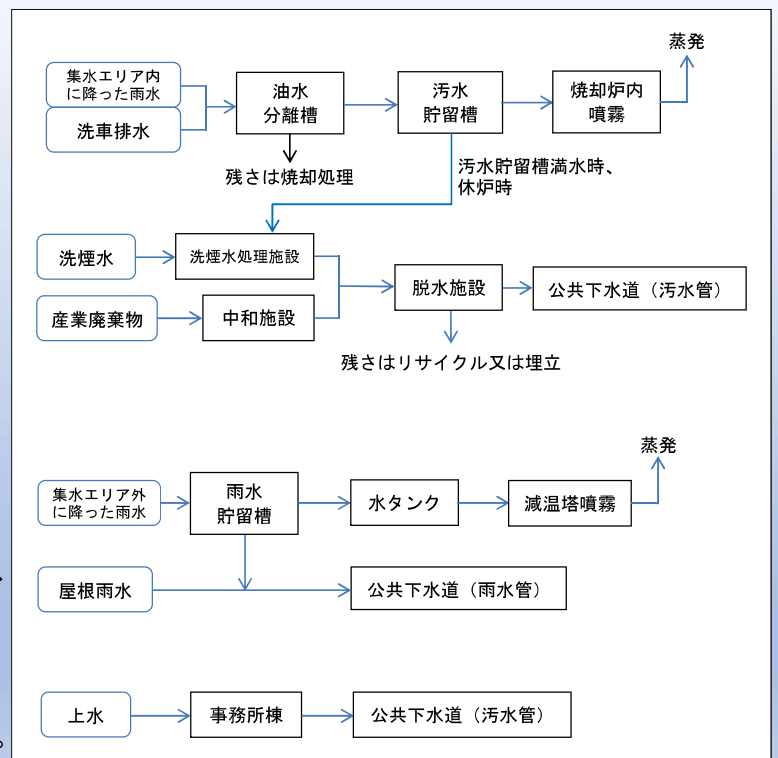 蒸発
集水エリア内
に降った雨水
洗車排水
油水
分離槽
汚水
貯留槽
焼却炉内
噴霧
残さは焼却処理
汚水貯留槽満水時、
休炉時
洗煙水
洗煙水処理施設
産業廃棄物
中和施設
脱水施設
公共下水道（汚水管）
残さはリサイクル又は埋立
蒸発
集水エリア外
に降った雨水
雨水
貯留槽
水タンク
減温塔噴霧
屋根雨水
公共下水道（雨水管）
上水
事務所棟
公共下水道（汚水管）